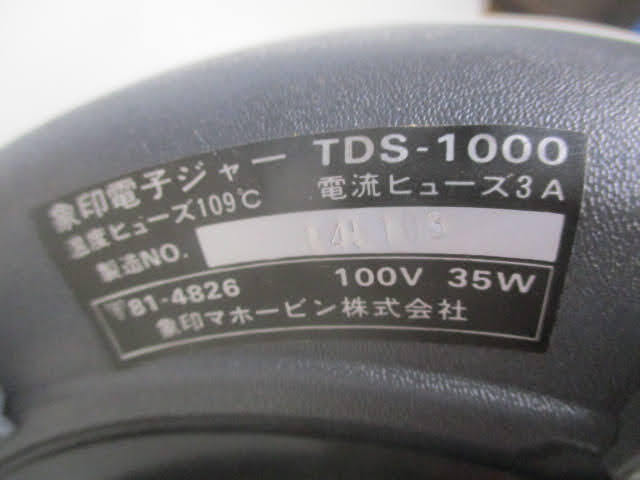 象印電子ジャー TDS-1000
温度ヒューズ109℃ 電流ヒューズ3A
製造NO.
〒81-4826 100V 35W
象印マホービン株式会社